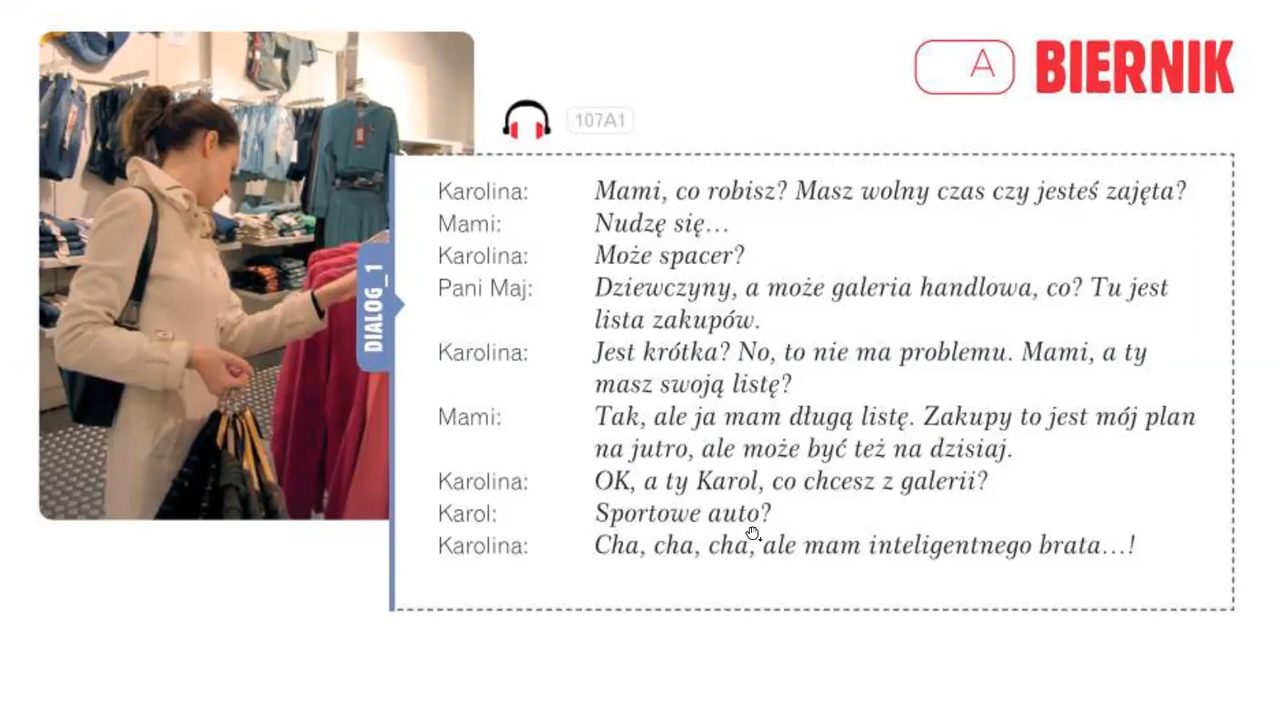 A BIERNIK
107A1
DIALOG_1
Karolina: Mami, co robisz? Masz wolny czas czy jesteś zajęta?
Mami: Nudzę się…
Karolina: Może spacer?
Pani Maj: Dziewczyny, a może galeria handlowa, co? Tu jest
lista zakupów.
Karolina: Jest krótka? No, to nie ma problemu. Mami, a ty
masz swoją listę?
Mami: Tak, ale ja mam długą listę. Zakupy to jest mój plan
na jutro, ale może być też na dzisiaj.
Karolina: OK, a ty Karol, co chcesz z galerii?
Karol: Sportowe auto?
Karolina: Cha, cha, cha, ale mam inteligentnego brata…!